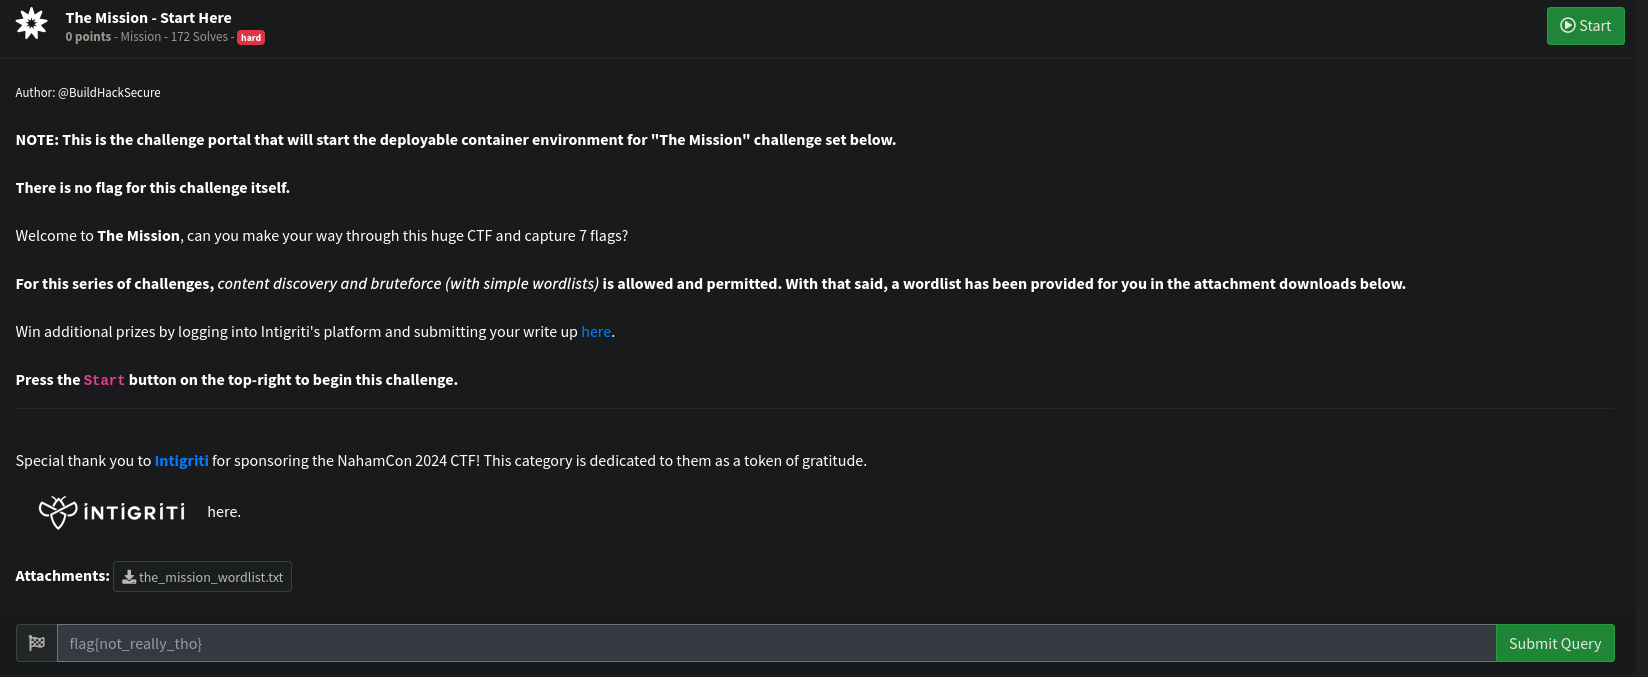 The Mission - Start Here
0 points - Mission - 172 Solves - hard
Start
Author: @BuildHackSecure
NOTE: This is the challenge portal that will start the deployable container environment for "The Mission" challenge set below.
There is no flag for this challenge itself.
Welcome to The Mission, can you make your way through this huge CTF and capture 7 flags?
For this series of challenges, content discovery and bruteforce (with simple wordlists) is allowed and permitted. With that said, a wordlist has been provided for you in the attachment downloads below.
Win additional prizes by logging into Intigriti's platform and submitting your write up here.
Press the Start button on the top-right to begin this challenge.
Special thank you to Intigriti for sponsoring the NahamCon 2024 CTF! This category is dedicated to them as a token of gratitude.
INTIGRITI here.
Attachments: the_mission_wordlist.txt
flag{not_really_tho} Submit Query